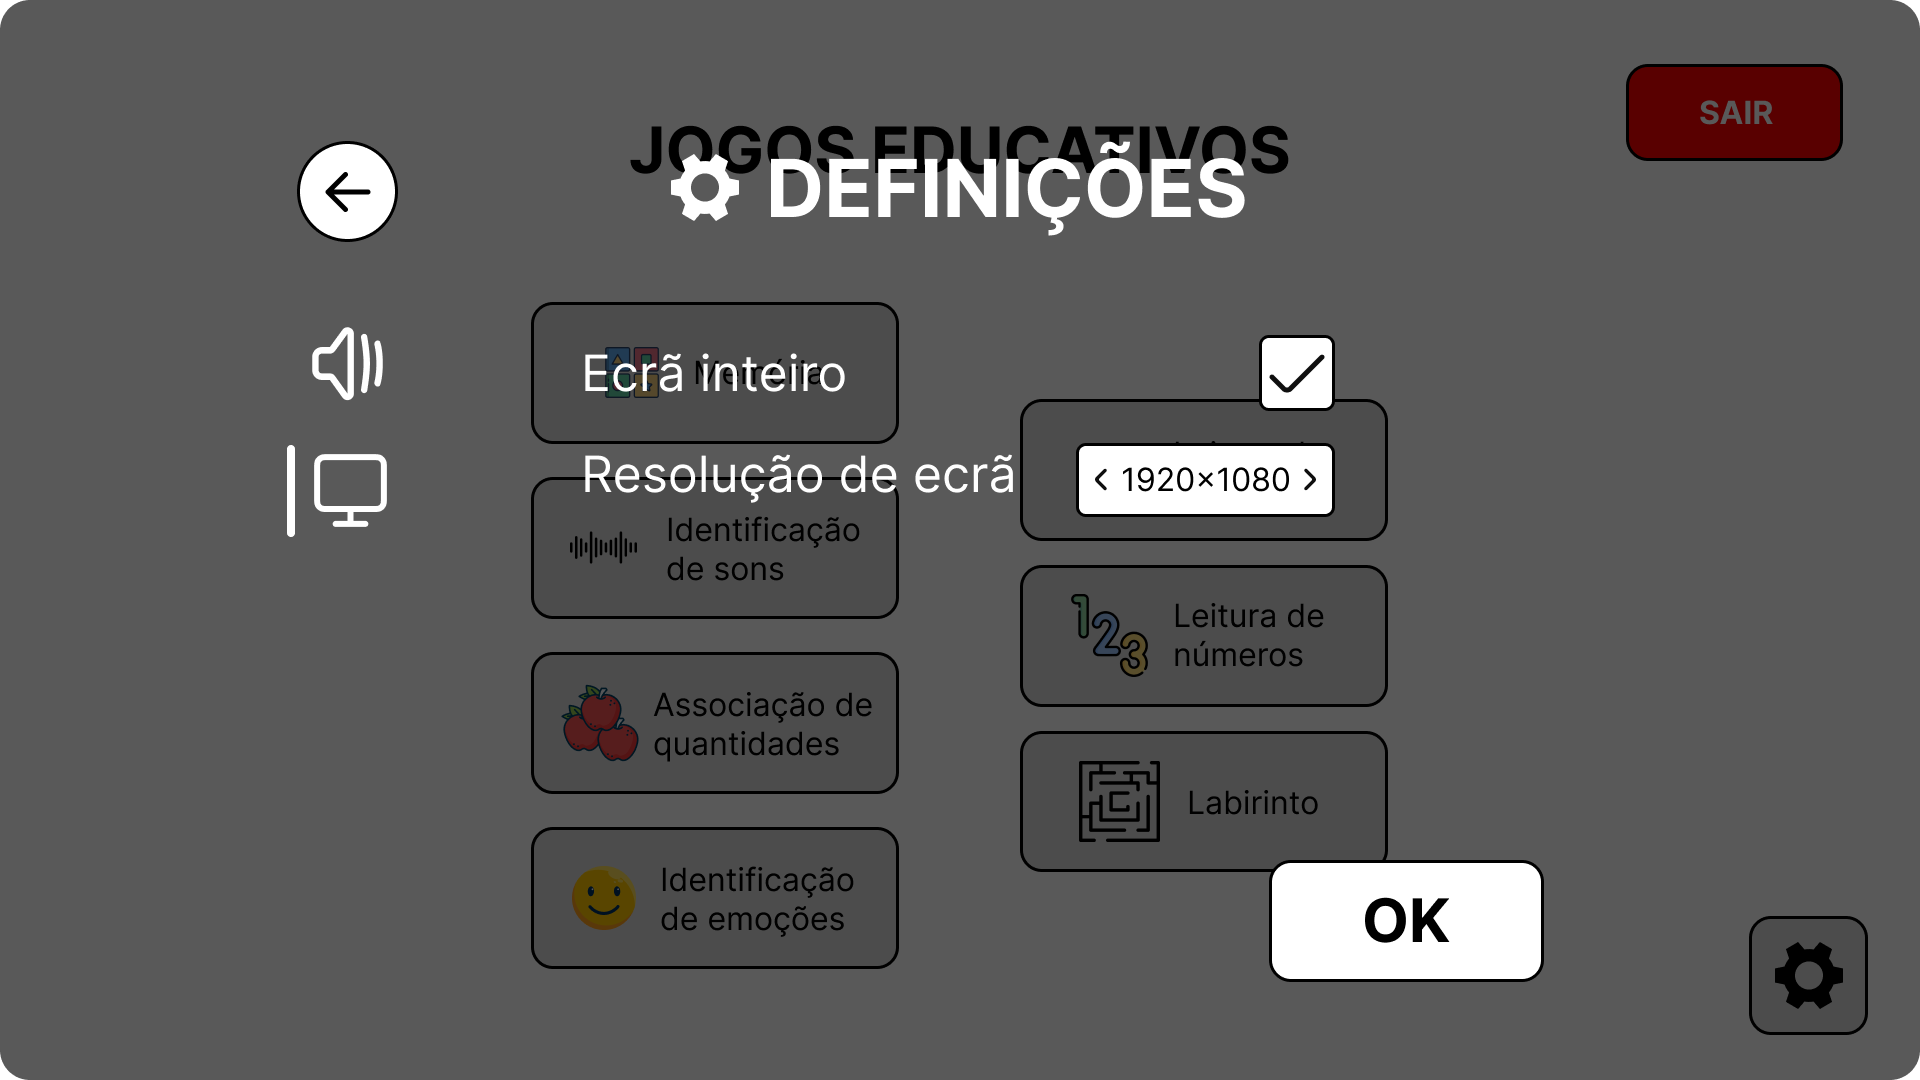 SAIR
JOGOS EDUCATIVOS
DEFINIÇÕES
Ecrã inteiro
Memória
Resolução de ecrã
1920×1080
Identificação
de sons
Leitura de
números
Associação de
quantidades
Labirinto
Identificação
de emoções
OK